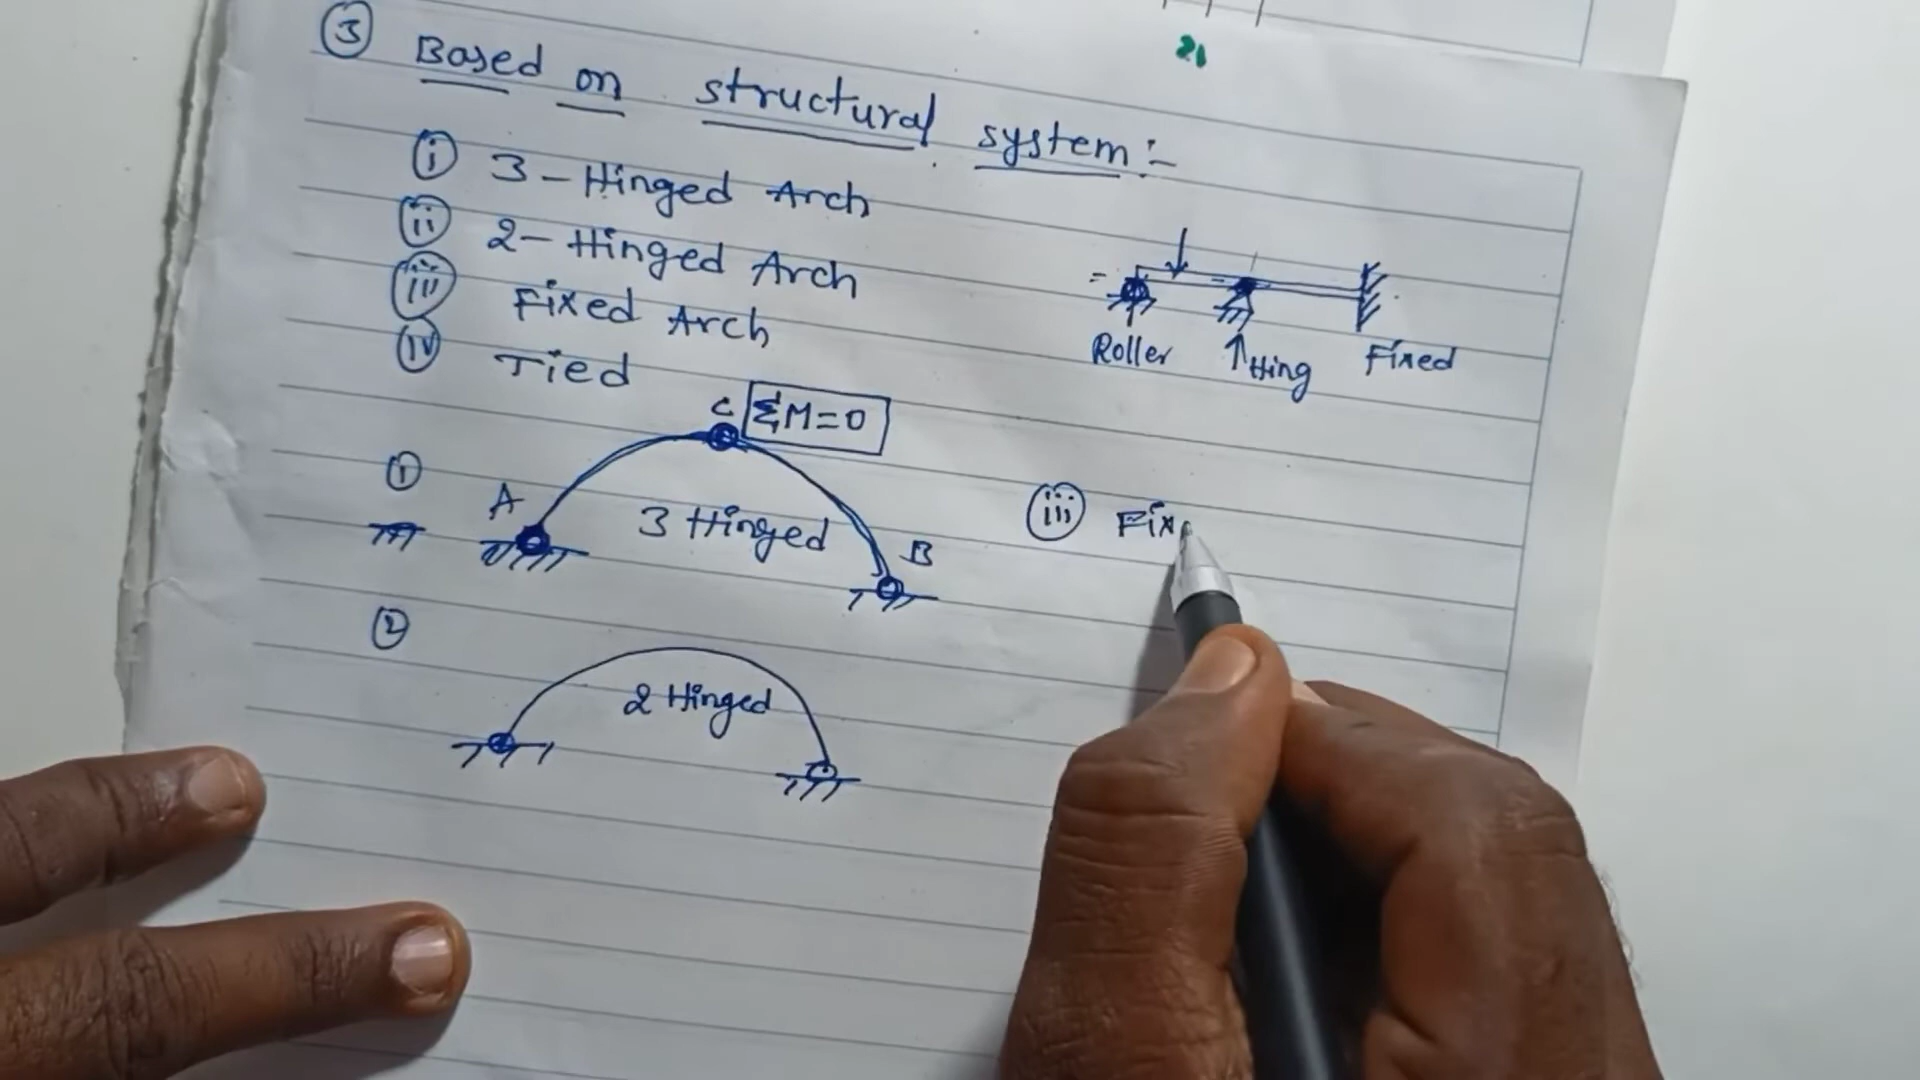 ③ Based on structural system:-
ⓘ 3-Hinged Arch
ⓘⓘ 2-Hinged Arch
ⓘⓘⓘ Fixed Arch
ⓘⓥ Tied
Roller Hing Fixed
C ΣM=0
① A 3 Hinged B
② 2 Hinged
ⓘⓘⓘ Fix
21